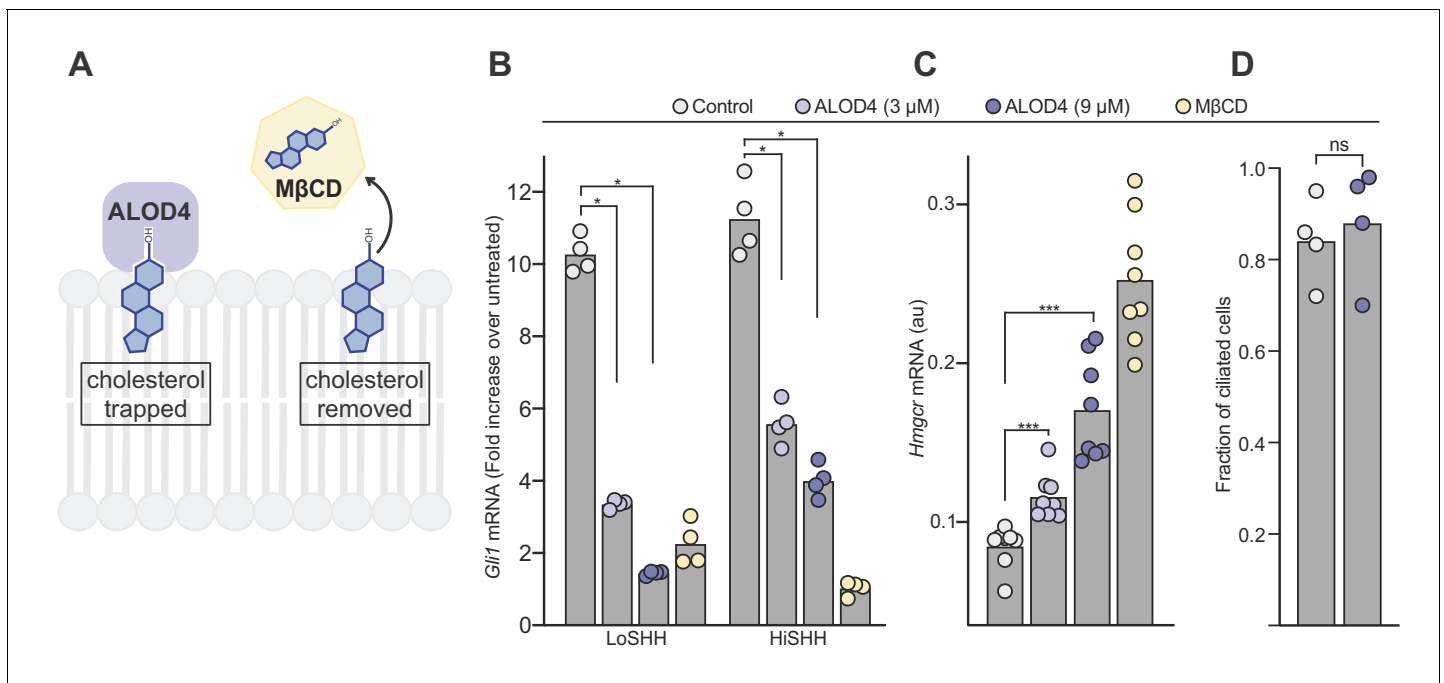 A
B
C
D
Control
ALOD4 (3 μM)
ALOD4 (9 μM)
MβCD
OH
MβCD
ALOD4
OH
OH
cholesterol
trapped
cholesterol
removed
Gli1 mRNA (Fold increase over untreated)
12
10
8
6
4
2
0
*
*
*
*
LoSHH
HiSHH
Hmgcr mRNA (au)
0.3
0.2
0.1
***
***
Fraction of ciliated cells
1.0
0.8
0.6
0.4
0.2
ns